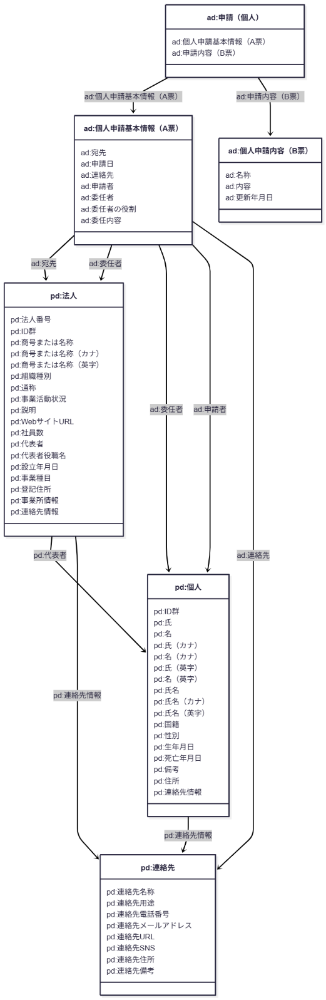 ad:申請（個人）
ad:個人申請基本情報（A票）
ad:申請内容（B票）
ad:個人申請基本情報（A票）
ad:申請内容（B票）
ad:個人申請基本情報（A票）
ad:宛先
ad:申請日
ad:連絡先
ad:申請者
ad:委任者
ad:委任者の役割
ad:委任内容
ad:個人申請内容（B票）
ad:名称
ad:内容
ad:更新年月日
ad:宛先
ad:委任者
pd:法人
pd:法人番号
pd:ID群
pd:商号または名称
pd:商号または名称（カナ）
pd:商号または名称（英字）
pd:組織種別
pd:通称
pd:事業活動状況
pd:説明
pd:WebサイトURL
pd:社員数
pd:代表者
pd:代表者役職名
pd:設立年月日
pd:事業種目
pd:登記住所
pd:事業所情報
pd:連絡先情報
ad:委任者
ad:申請者
pd:代表者
ad:連絡先
pd:個人
pd:ID群
pd:氏
pd:名
pd:氏（カナ）
pd:名（カナ）
pd:氏（英字）
pd:名（英字）
pd:氏名
pd:氏名（カナ）
pd:氏名（英字）
pd:国籍
pd:性別
pd:生年月日
pd:死亡年月日
pd:備考
pd:住所
pd:連絡先情報
pd:連絡先情報
pd:連絡先情報
pd:連絡先
pd:連絡先名称
pd:連絡先用途
pd:連絡先電話番号
pd:連絡先メールアドレス
pd:連絡先URL
pd:連絡先SNS
pd:連絡先住所
pd:連絡先備考